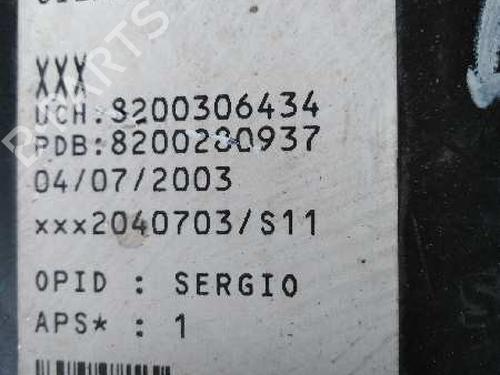 XXX
UCH:8200306434
PDB:8200280937
04/07/2003
xxx2040703/S11
OPID : SERGIO
APS* : 1